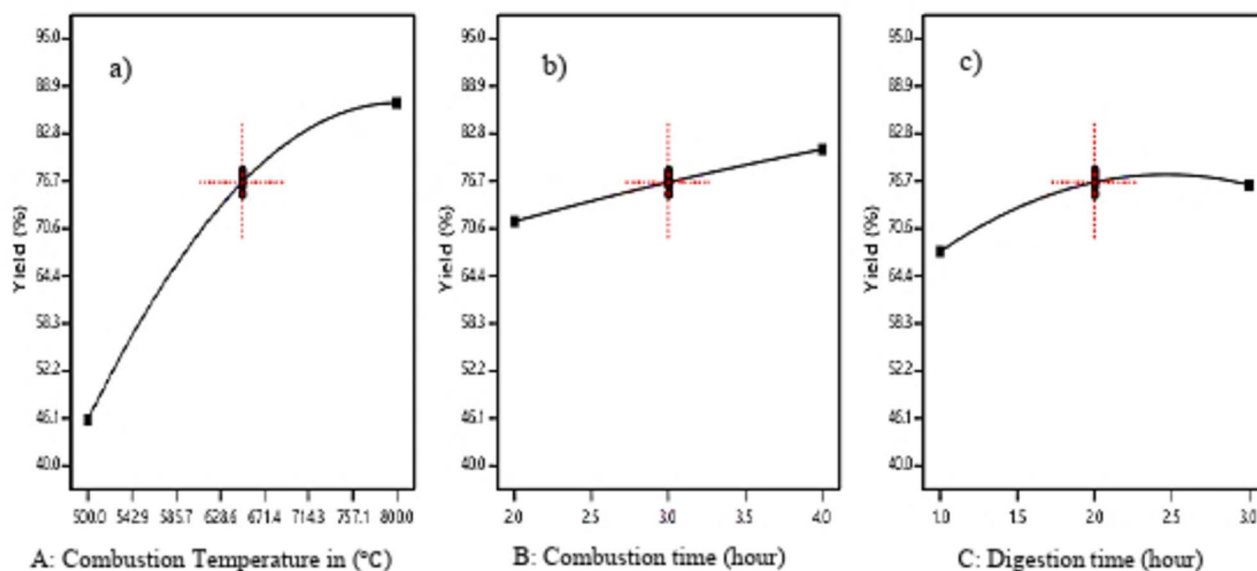 a)
95.0
88.9
82.8
76.7
70.6
64.4
58.3
52.2
46.1
40.0
Yield (%)
500.0 542.9 585.7 628.6 671.4 714.3 757.1 800.0
A: Combustion Temperature in (°C)
b)
95.0
88.9
82.8
76.7
70.6
64.4
58.3
52.2
46.1
40.0
Yield (%)
2.0 2.5 3.0 3.5 4.0
B: Combustion time (hour)
c)
95.0
88.9
82.8
76.7
70.6
64.4
58.3
52.2
46.1
40.0
Yield (%)
1.0 1.5 2.0 2.5 3.0
C: Digestion time (hour)